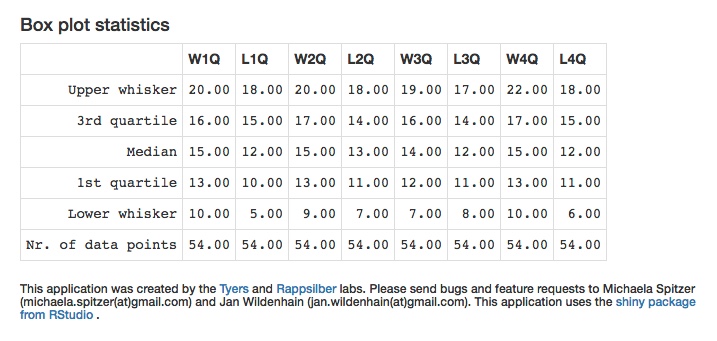 Box plot statistics
W1Q L1Q W2Q L2Q W3Q L3Q W4Q L4Q
Upper whisker 20.00 18.00 20.00 18.00 19.00 17.00 22.00 18.00
3rd quartile 16.00 15.00 17.00 14.00 16.00 14.00 17.00 15.00
Median 15.00 12.00 15.00 13.00 14.00 12.00 15.00 12.00
1st quartile 13.00 10.00 13.00 11.00 12.00 11.00 13.00 11.00
Lower whisker 10.00 5.00 9.00 7.00 7.00 8.00 10.00 6.00
Nr. of data points 54.00 54.00 54.00 54.00 54.00 54.00 54.00 54.00
This application was created by the Tyers and Rappsilber labs. Please send bugs and feature requests to Michaela Spitzer
(michaela.spitzer(at)gmail.com) and Jan Wildenhain (jan.wildenhain(at)gmail.com). This application uses the shiny package
from RStudio .